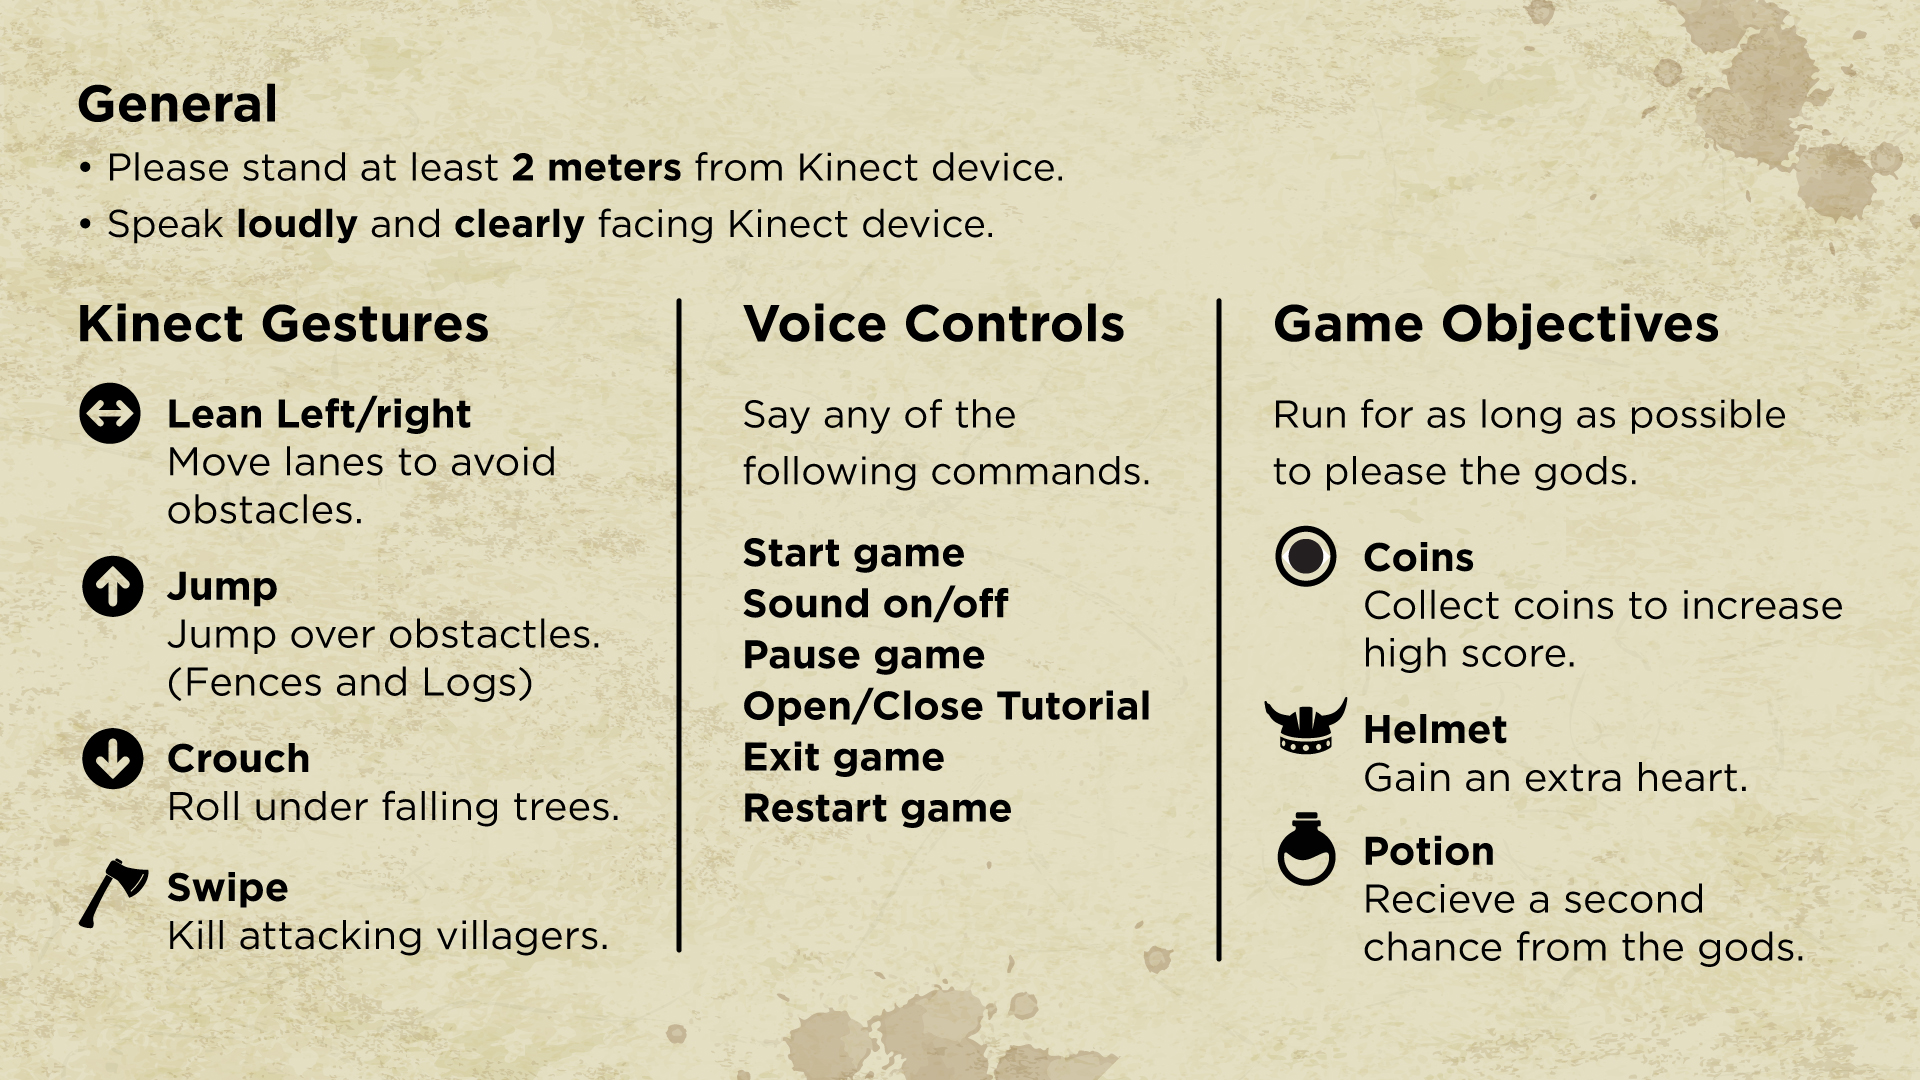 General
• Please stand at least 2 meters from Kinect device.
• Speak loudly and clearly facing Kinect device.
Kinect Gestures
Lean Left/right
Move lanes to avoid
obstacles.
Jump
Jump over obstactles.
(Fences and Logs)
Crouch
Roll under falling trees.
Swipe
Kill attacking villagers.
Voice Controls
Say any of the
following commands.
Start game
Sound on/off
Pause game
Open/Close Tutorial
Exit game
Restart game
Game Objectives
Run for as long as possible
to please the gods.
Coins
Collect coins to increase
high score.
Helmet
Gain an extra heart.
Potion
Recieve a second
chance from the gods.